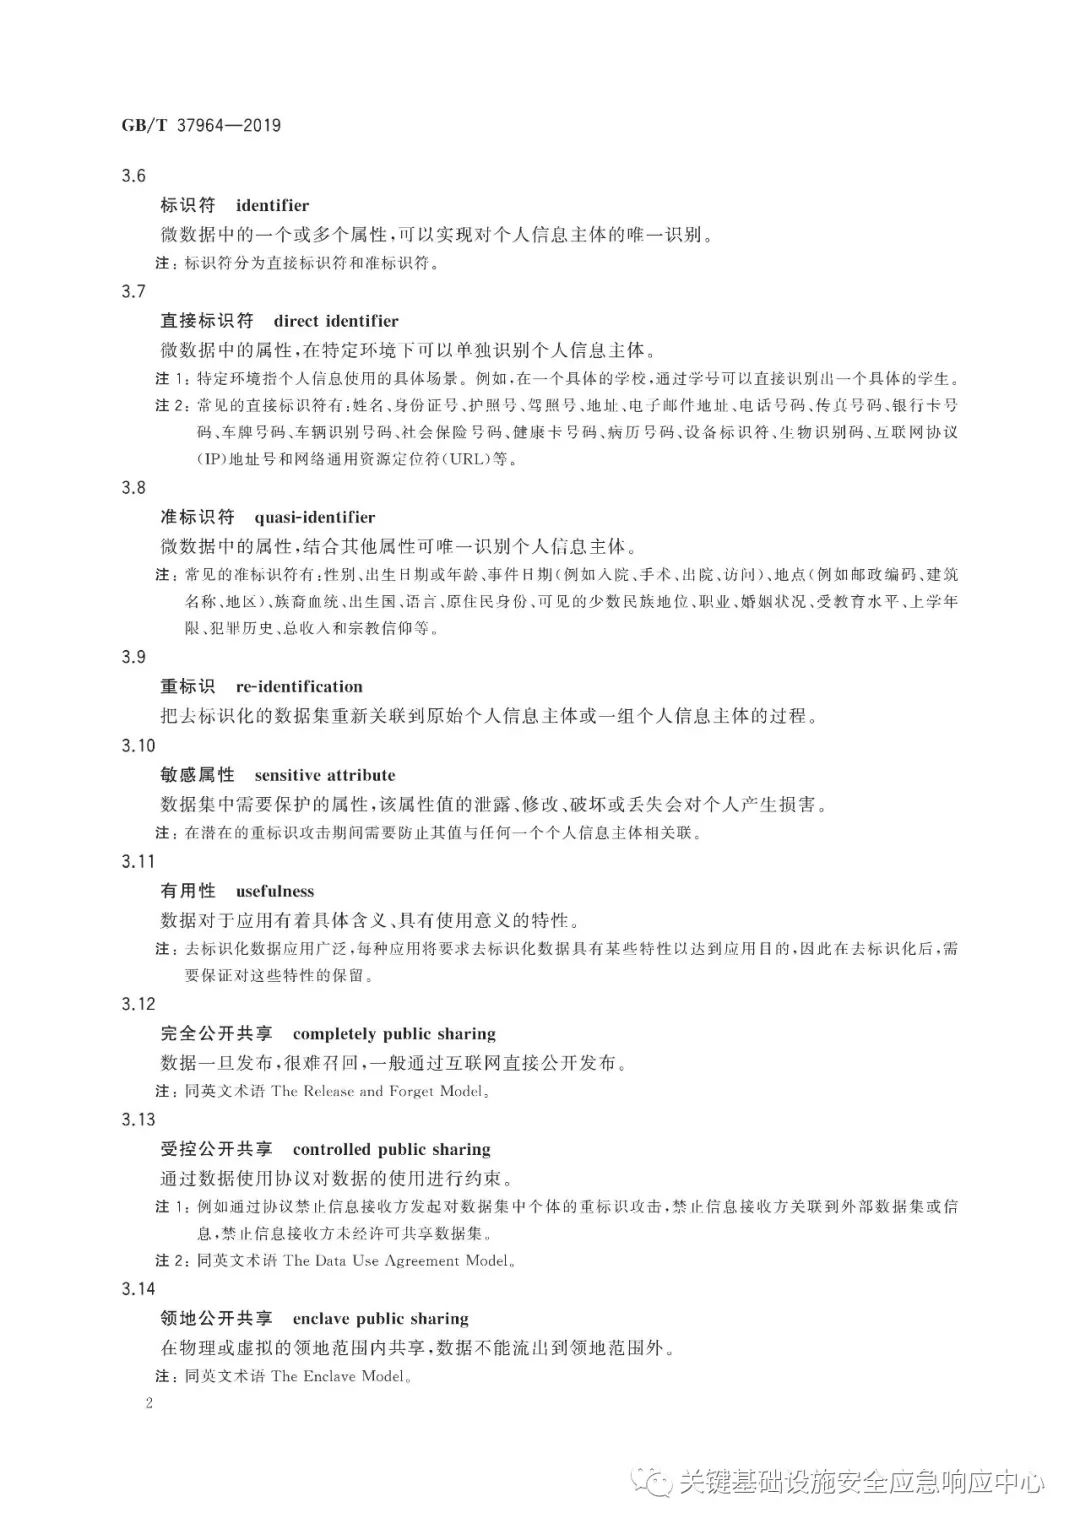 GB/T 37964—2019
3.6
标识符 identifier
微数据中的一个或多个属性,可以实现对个人信息主体的唯一识别。
注：标识符分为直接标识符和准标识符。
3.7
直接标识符 direct identifier
微数据中的属性,在特定环境下可以单独识别个人信息主体。
注 1：特定环境指个人信息使用的具体场景。例如,在一个具体的学校,通过学号可以直接识别出一个具体的学生。
注 2：常见的直接标识符有:姓名、身份证号、护照号、驾照号、地址、电子邮件地址、电话号码、传真号码、银行卡号
码、车牌号码、车辆识别号码、社会保险号码、健康卡号码、病历号码、设备标识符、生物识别码、互联网协议
(IP)地址号和网络通用资源定位符(URL)等。
3.8
准标识符 quasi-identifier
微数据中的属性,结合其他属性可唯一识别个人信息主体。
注：常见的准标识符有:性别、出生日期或年龄、事件日期(例如入院、手术、出院、访问)、地点(例如邮政编码、建筑
名称、地区)、族裔血统、出生国、语言、原住民身份、可见的少数民族地位、职业、婚姻状况、受教育水平、上学年
限、犯罪历史、总收入和宗教信仰等。
3.9
重标识 re-identification
把去标识化的数据集重新关联到原始个人信息主体或一组个人信息主体的过程。
3.10
敏感属性 sensitive attribute
数据集中需要保护的属性,该属性值的泄露、修改、破坏或丢失会对个人产生损害。
注：在潜在的重标识攻击期间需要防止其值与任何一个个人信息主体相关联。
3.11
有用性 usefulness
数据对于应用有着具体含义、具有使用意义的特性。
注：去标识化数据应用广泛,每种应用将要求去标识化数据具有某些特性以达到应用目的,因此在去标识化后,需
要保证对这些特性的保留。
3.12
完全公开共享 completely public sharing
数据一旦发布,很难召回,一般通过互联网直接公开发布。
注：同英文术语 The Release and Forget Model。
3.13
受控公开共享 controlled public sharing
通过数据使用协议对数据的使用进行约束。
注 1：例如通过协议禁止信息接收方发起对数据集中个体的重标识攻击,禁止信息接收方关联到外部数据集或信
息,禁止信息接收方未经许可共享数据集。
注 2：同英文术语 The Data Use Agreement Model。
3.14
领地公开共享 enclave public sharing
在物理或虚拟的领地范围内共享,数据不能流出到领地范围外。
注：同英文术语 The Enclave Model。
2
关键基础设施安全应急响应中心